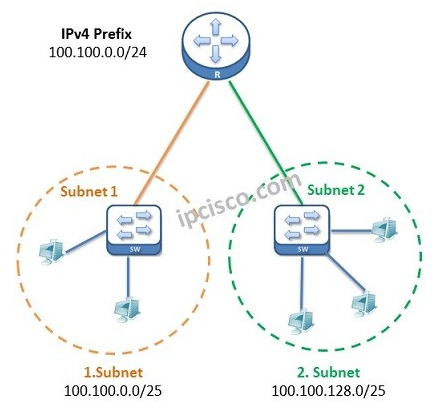 IPv4 Prefix
100.100.0.0/24
R
Subnet 1
Subnet 2
ipcisco.com
SW
SW
1.Subnet
100.100.0.0/25
2. Subnet
100.100.128.0/25